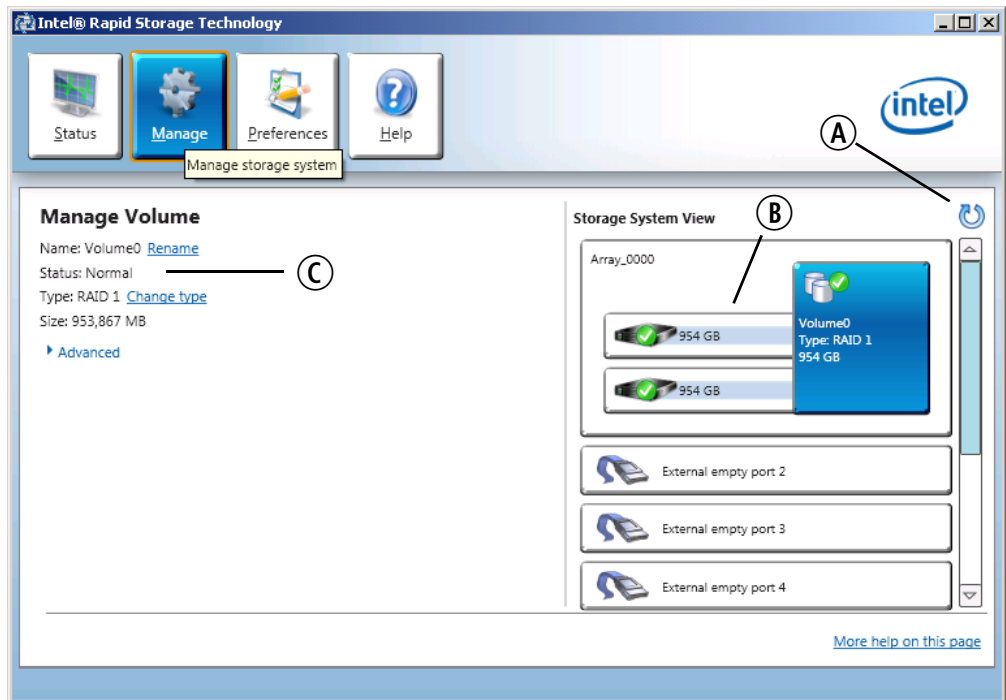 Intel® Rapid Storage Technology
Status
Manage
Preferences
Help
intel
Manage storage system
A
Manage Volume
Name: Volume0 Rename
Status: Normal
C
Type: RAID 1 Change type
Size: 953,867 MB
Advanced
Storage System View
B
Array_0000
954 GB
954 GB
Volume0
Type: RAID 1
954 GB
External empty port 2
External empty port 3
External empty port 4
More help on this page